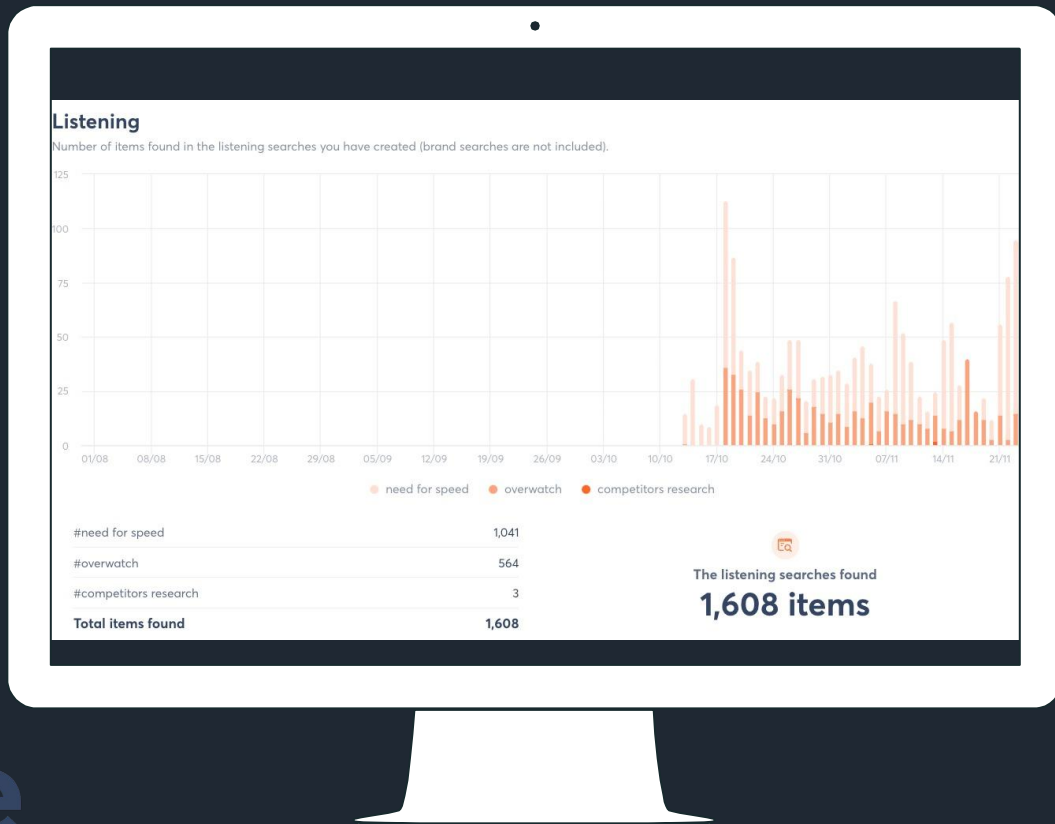 Listening
Number of items found in the listening searches you have created (brand searches are not included).
125
100
75
50
25
0
01/08 08/08 15/08 22/08 29/08 05/09 12/09 19/09 26/09 03/10 10/10 17/10 24/10 31/10 07/11 14/11 21/11
need for speed overwatch competitors research
#need for speed 1,041
#overwatch 564
#competitors research 3
Total items found 1,608
The listening searches found
1,608 items